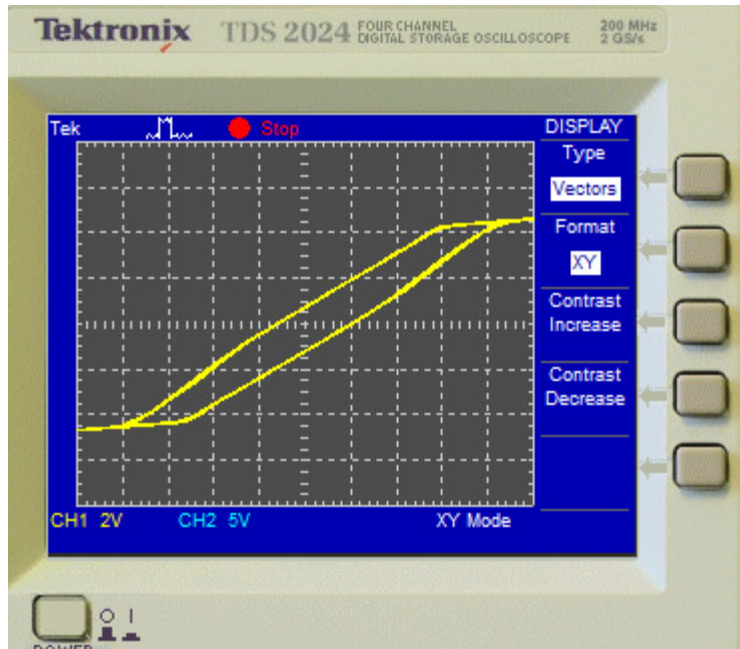 Tektronix TDS 2024 FOUR CHANNEL DIGITAL STORAGE OSCILLOSCOPE 200 MHz 2 GS/s
Tek Stop DISPLAY
Type
Vectors
Format
XY
Contrast
Increase
Contrast
Decrease
CH1 2V CH2 5V XY Mode
POWER